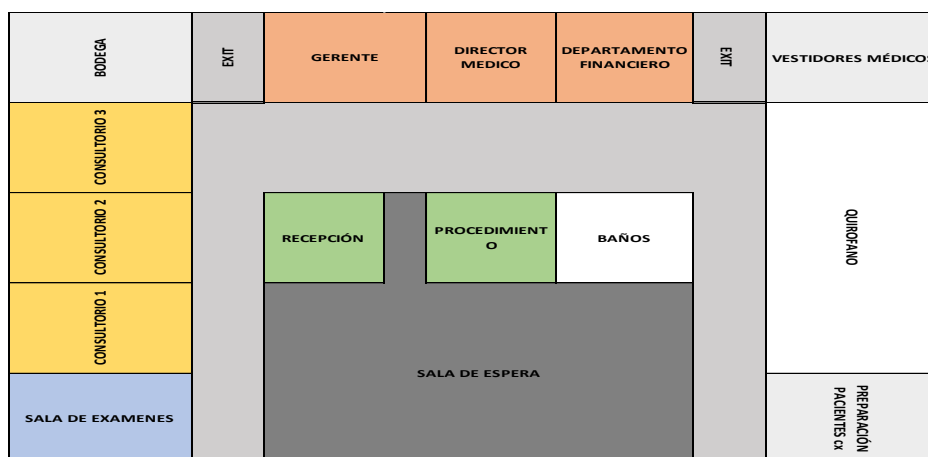 BODEGA
EXIT
GERENTE
DIRECTOR
MEDICO
DEPARTAMENTO
FINANCIERO
EXIT
VESTIDORES MÉDICOS
CONSULTORIO 3
CONSULTORIO 2
RECEPCIÓN
PROCEDIMIENT
O
BAÑOS
QUIROFANO
CONSULTORIO 1
SALA DE ESPERA
SALA DE EXAMENES
PREPARACIÓN
PACIENTES cx